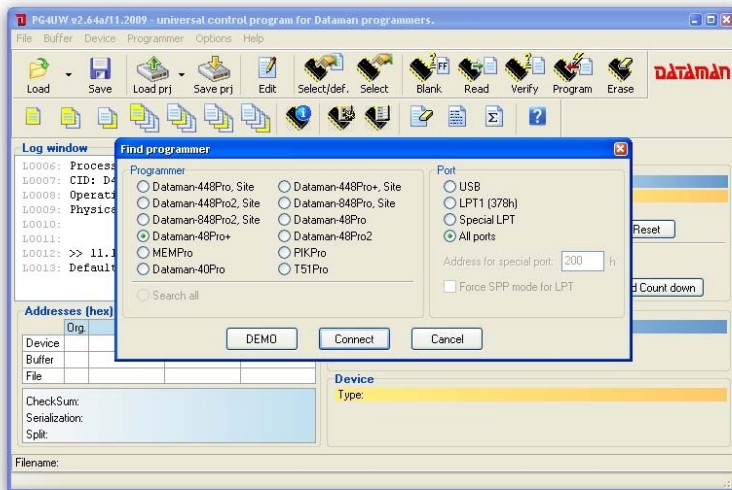 PG4UW v2.64a/11.2009 - universal control program for Dataman programmers.
File Buffer Device Programmer Options Help
Load Save Load prj Save prj Edit Select/def. Select Blank Read Verify Program Erase
DATAMAN
Log window
L0006: Process
L0007: CID: D4
L0008: Operati
L0009: Physica
L0010:
L0011:
L0012: >> 11.1
L0013: Default
Find programmer
Programmer
Dataman-448Pro, Site Dataman-448Pro+, Site
Dataman-448Pro2, Site Dataman-848Pro, Site
Dataman-848Pro2, Site Dataman-48Pro
Dataman-48Pro+ Dataman-48Pro2
MEMPro PIKPro
Dataman-40Pro T51Pro
Search all
Port
USB
LPT1 (378h)
Special LPT
All ports
Address for special port: 200 h
Force SPP mode for LPT
DEMO Connect Cancel
Reset
d Count down
Addresses (hex)
Org.
Device
Buffer
File
CheckSum:
Serialization:
Split:
Device
Type:
Filename: